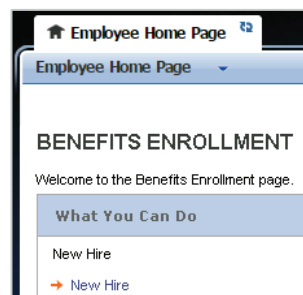 Employee Home Page
Employee Home Page
BENEFITS ENROLLMENT
Welcome to the Benefits Enrollment page.
What You Can Do
New Hire
New Hire